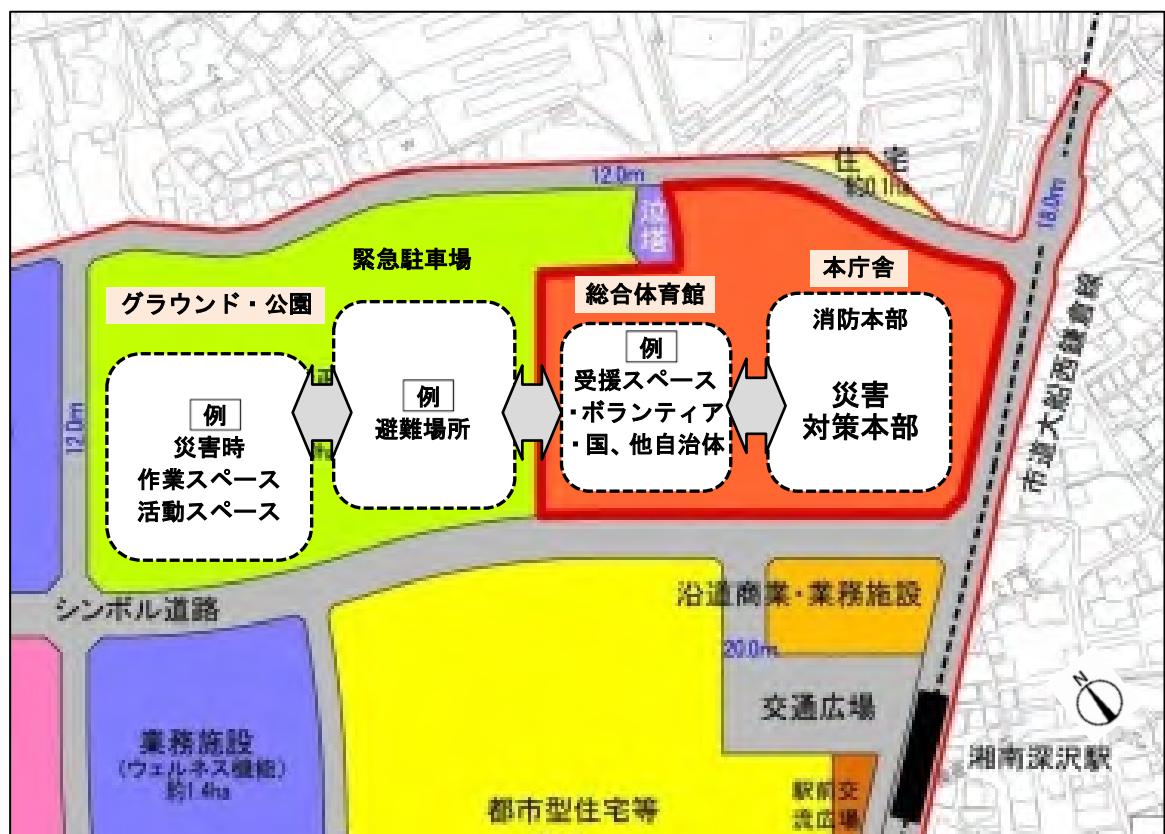 12.0m
住 宅
約0.1ha
18.0m
泣塔
緊急駐車場
グラウンド・公園
総合体育館
本庁舎
消防本部
例
災害時
作業スペース
活動スペース
例
避難場所
例
受援スペース
・ボランティア
・国、他自治体
災害
対策本部
12.0m
市道大船西鎌倉線
シンボル道路
沿道商業・業務施設
20.0m
交通広場
N
湘南深沢駅
業務施設
(ウェルネス機能)
約1.4ha
都市型住宅等
駅前交
流広場